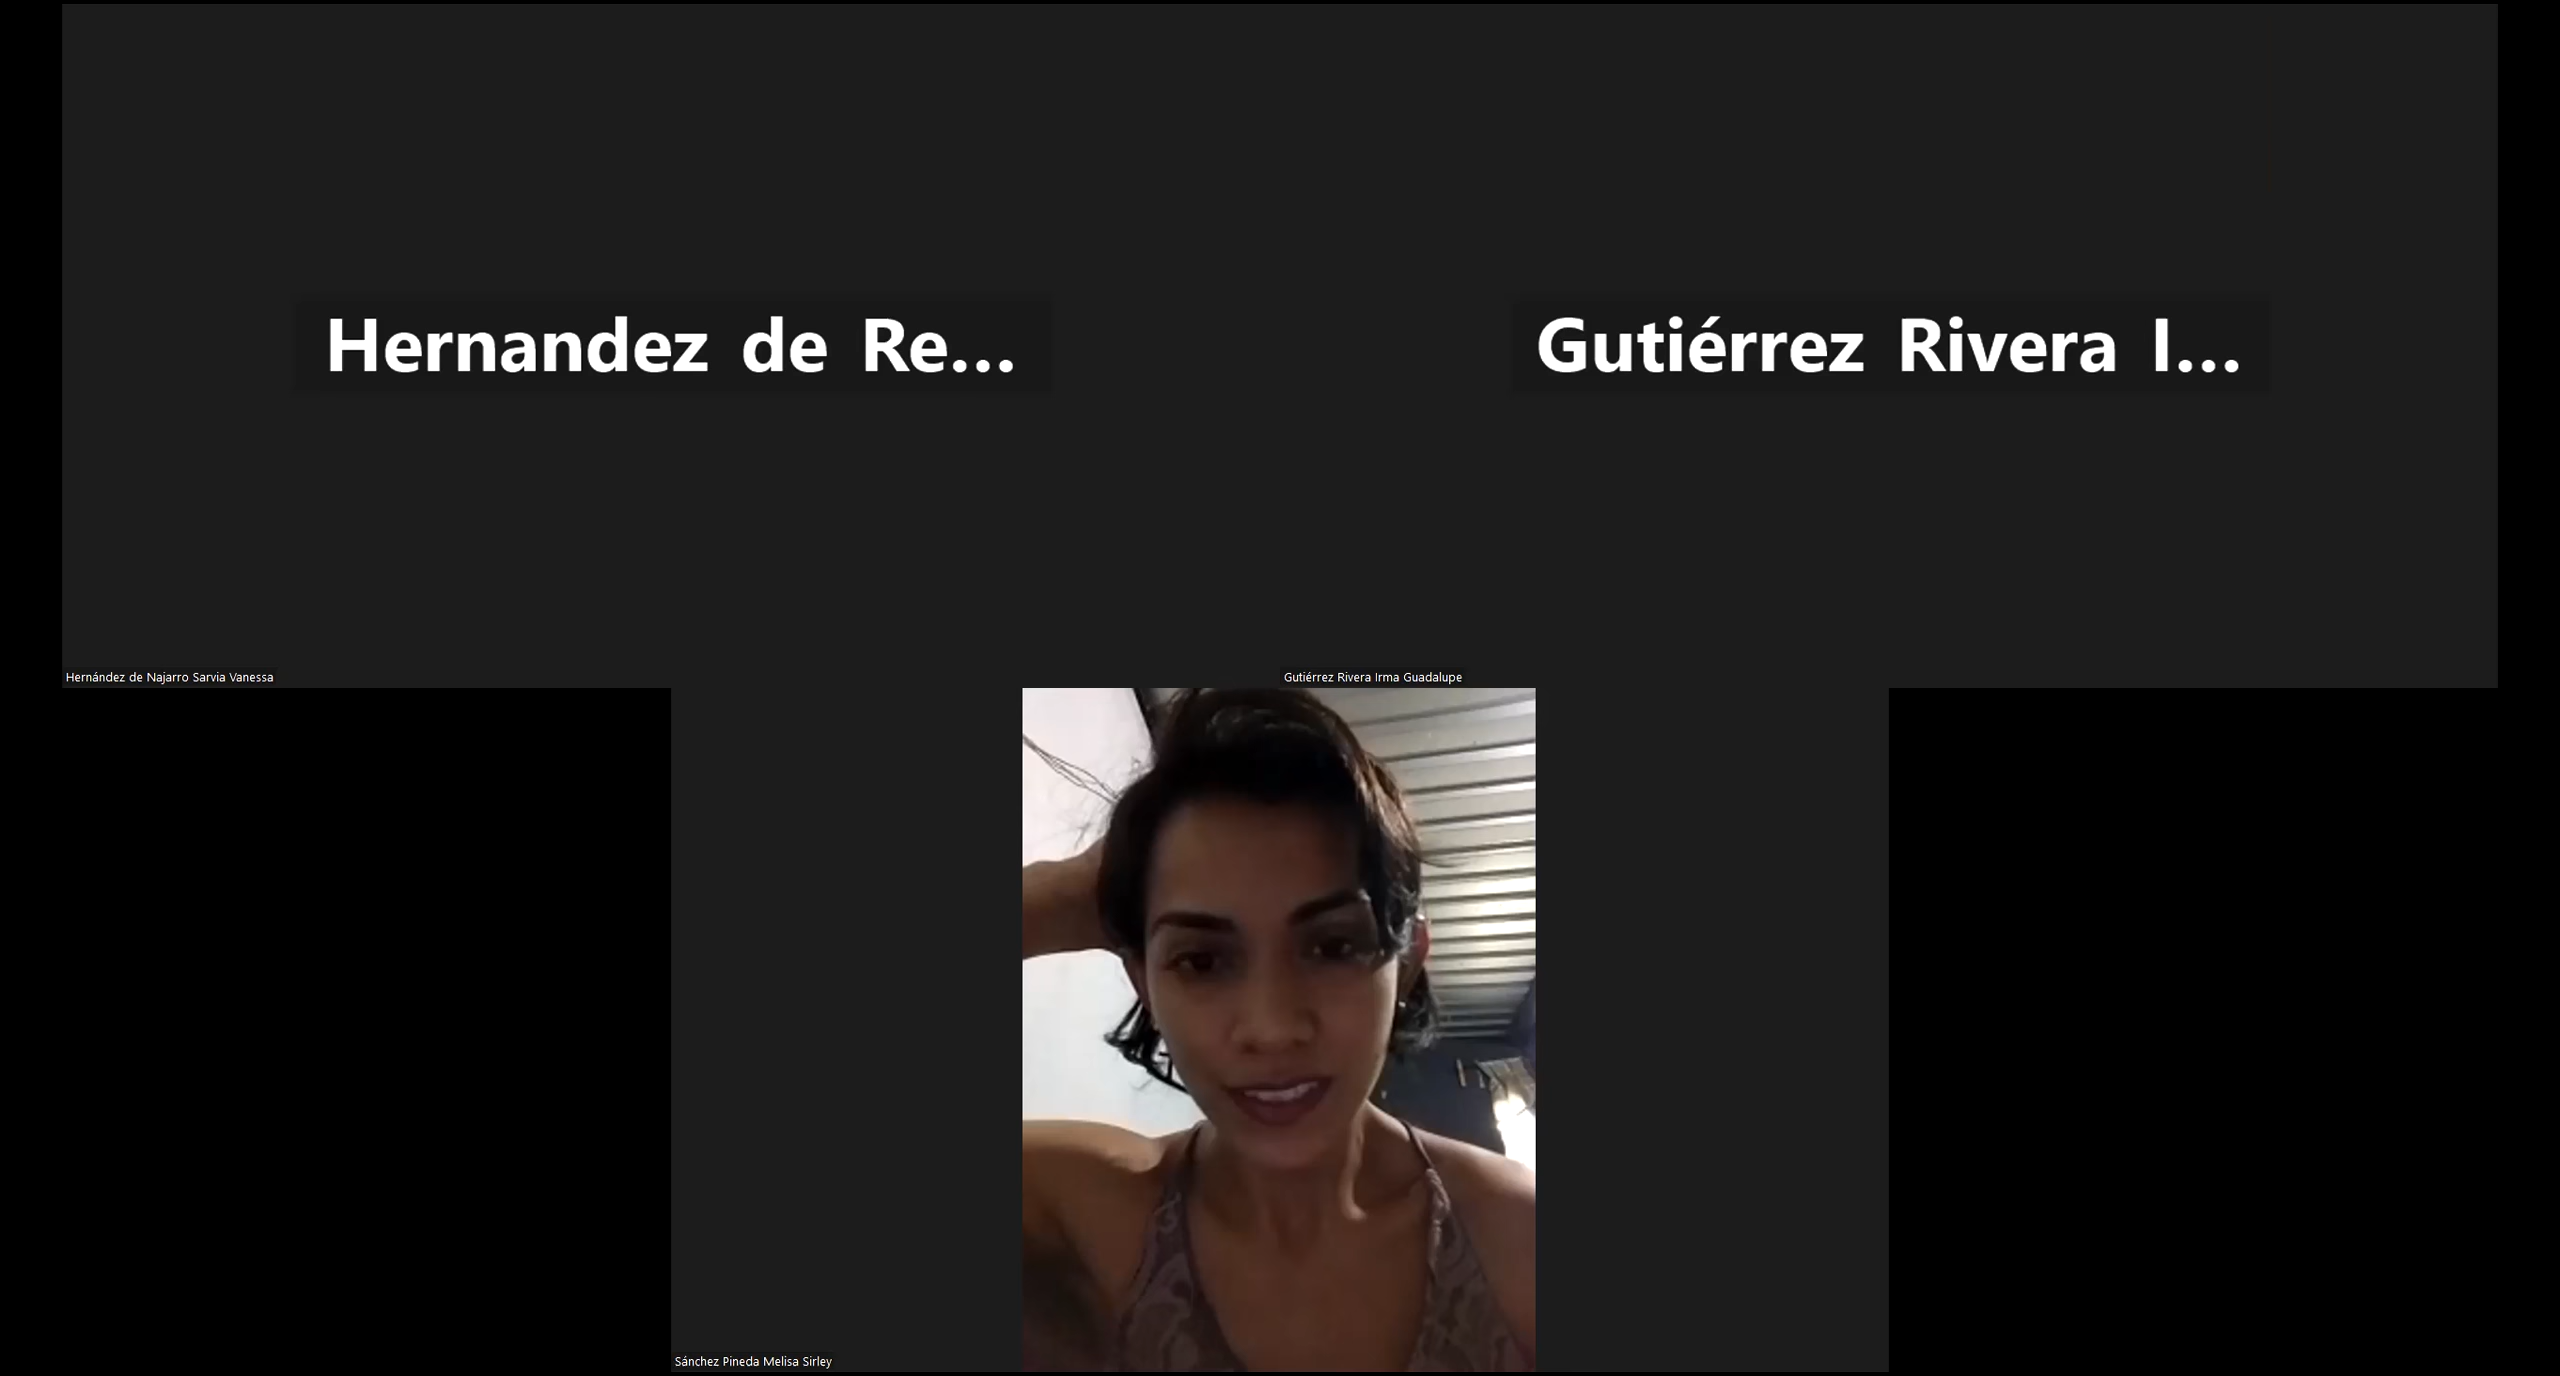 Hernandez de Re...
Gutiérrez Rivera I...
Hernández de Najarro Sarvia Vanessa
Gutiérrez Rivera Irma Guadalupe
Sánchez Pineda Melisa Sirley